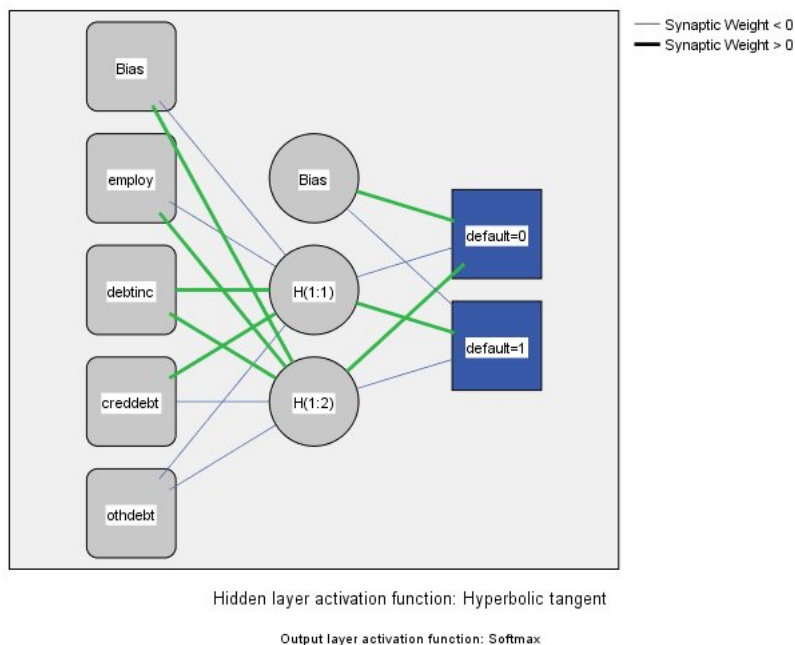 Synaptic Weight < 0
Synaptic Weight > 0
Bias
employ
Bias
default=0
debtinc
H(1:1)
default=1
creddebt
H(1:2)
othdebt
Hidden layer activation function: Hyperbolic tangent
Output layer activation function: Softmax